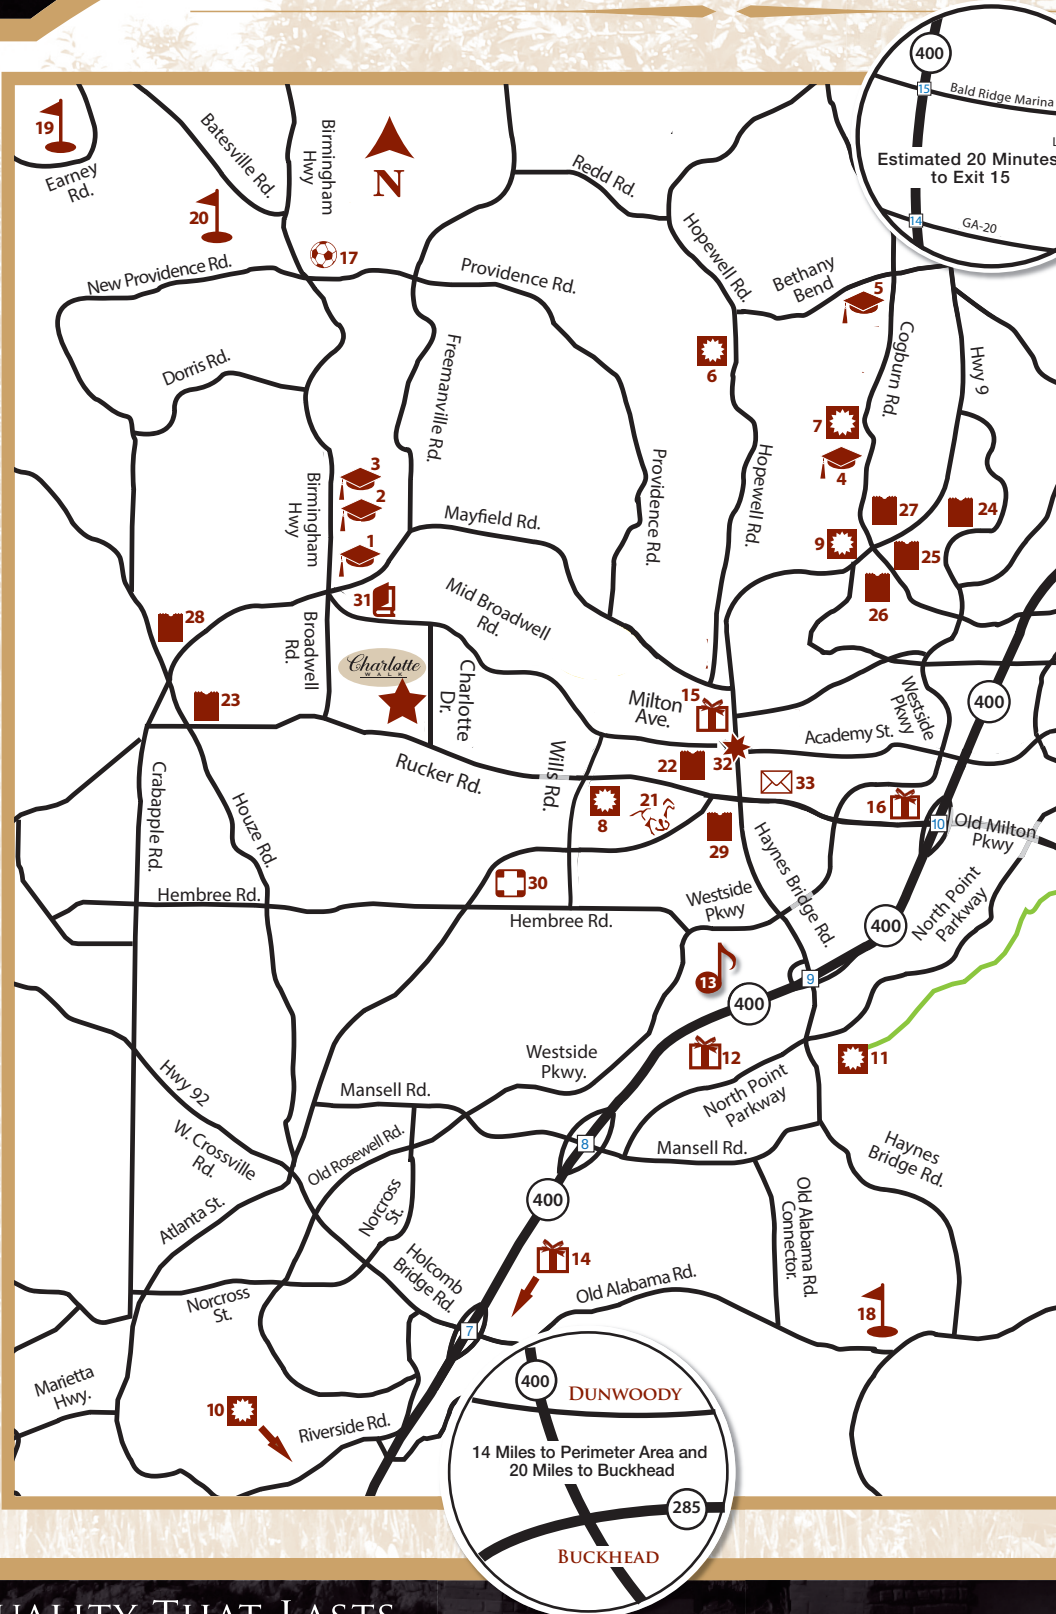 400
15
Bald Ridge Marina
Estimated 20 Minutes
to Exit 15
14
GA-20
19
Earney
Rd.
Batesville Rd.
Birmingham
Hwy
N
20
17
Redd Rd.
Hopewell Rd.
Bethany
Bend
5
New Providence Rd.
Providence Rd.
Dorris Rd.
Freemanville Rd.
6
Cogburn Rd.
Hwy 9
7
4
3
2
1
Birmingham
Hwy
Mayfield Rd.
Providence Rd.
Hopewell Rd.
27
24
9
25
26
31
Mid Broadwell
Rd.
28
Broadwell
Rd.
Charlotte
WALK
Charlotte
Dr.
23
Milton
Ave.
15
Westside
Pkwy
400
Academy St.
Rucker Rd.
Wills Rd.
22
32
33
8
21
16
10
Old Milton
Pkwy
29
Crabapple Rd.
Houze Rd.
Haynes Bridge Rd.
30
Hembree Rd.
Hembree Rd.
Westside
Pkwy
400
North Point
Parkway
13
9
400
12
11
Westside
Pkwy.
Hwy 92
Mansell Rd.
North Point
Parkway
W. Crossville
Rd.
Old Rosewell Rd.
8
Mansell Rd.
Haynes
Bridge Rd.
Atlanta St.
Norcross
St.
400
Old Alabama Rd.
Connector.
Holcomb
Bridge Rd.
14
Norcross
St.
Old Alabama Rd.
18
7
Marietta
Hwy.
10
Riverside Rd.
400
Dunwoody
14 Miles to Perimeter Area and
20 Miles to Buckhead
285
Buckhead
UALITY THAT LASTS